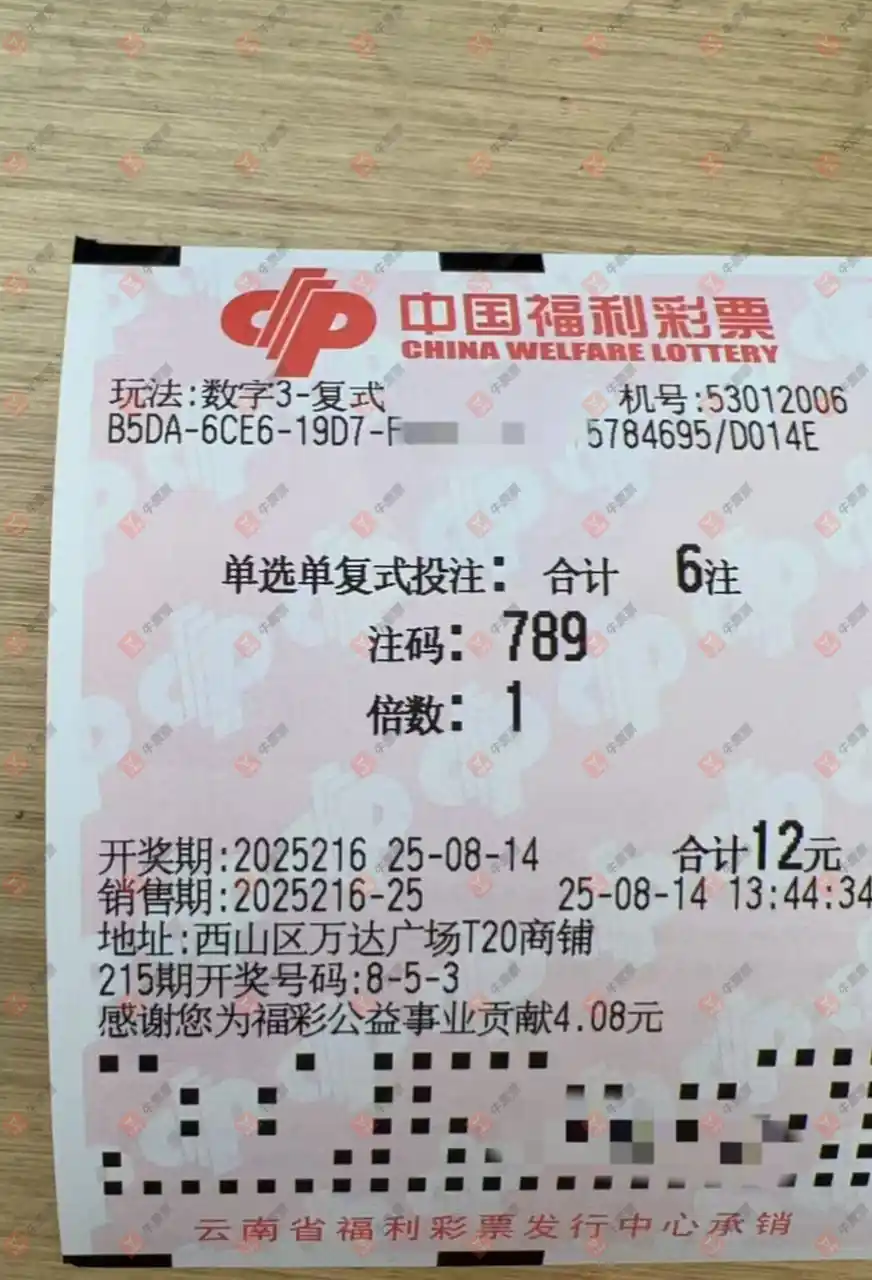 中国福利彩票
CHINA WELFARE LOTTERY
玩法:数字3-复式 机号:53012006
B5DA-6CE6-19D7-F 5784695/D014E
单选单复式投注: 合计 6注
注码: 789
倍数: 1
开奖期:2025216 25-08-14 合计12元
销售期:2025216-25 25-08-14 13:44:34
地址:西山区万达广场T20商铺
215期开奖号码:8-5-3
感谢您为福彩公益事业贡献4.08元
云南省福利彩票发行中心承销